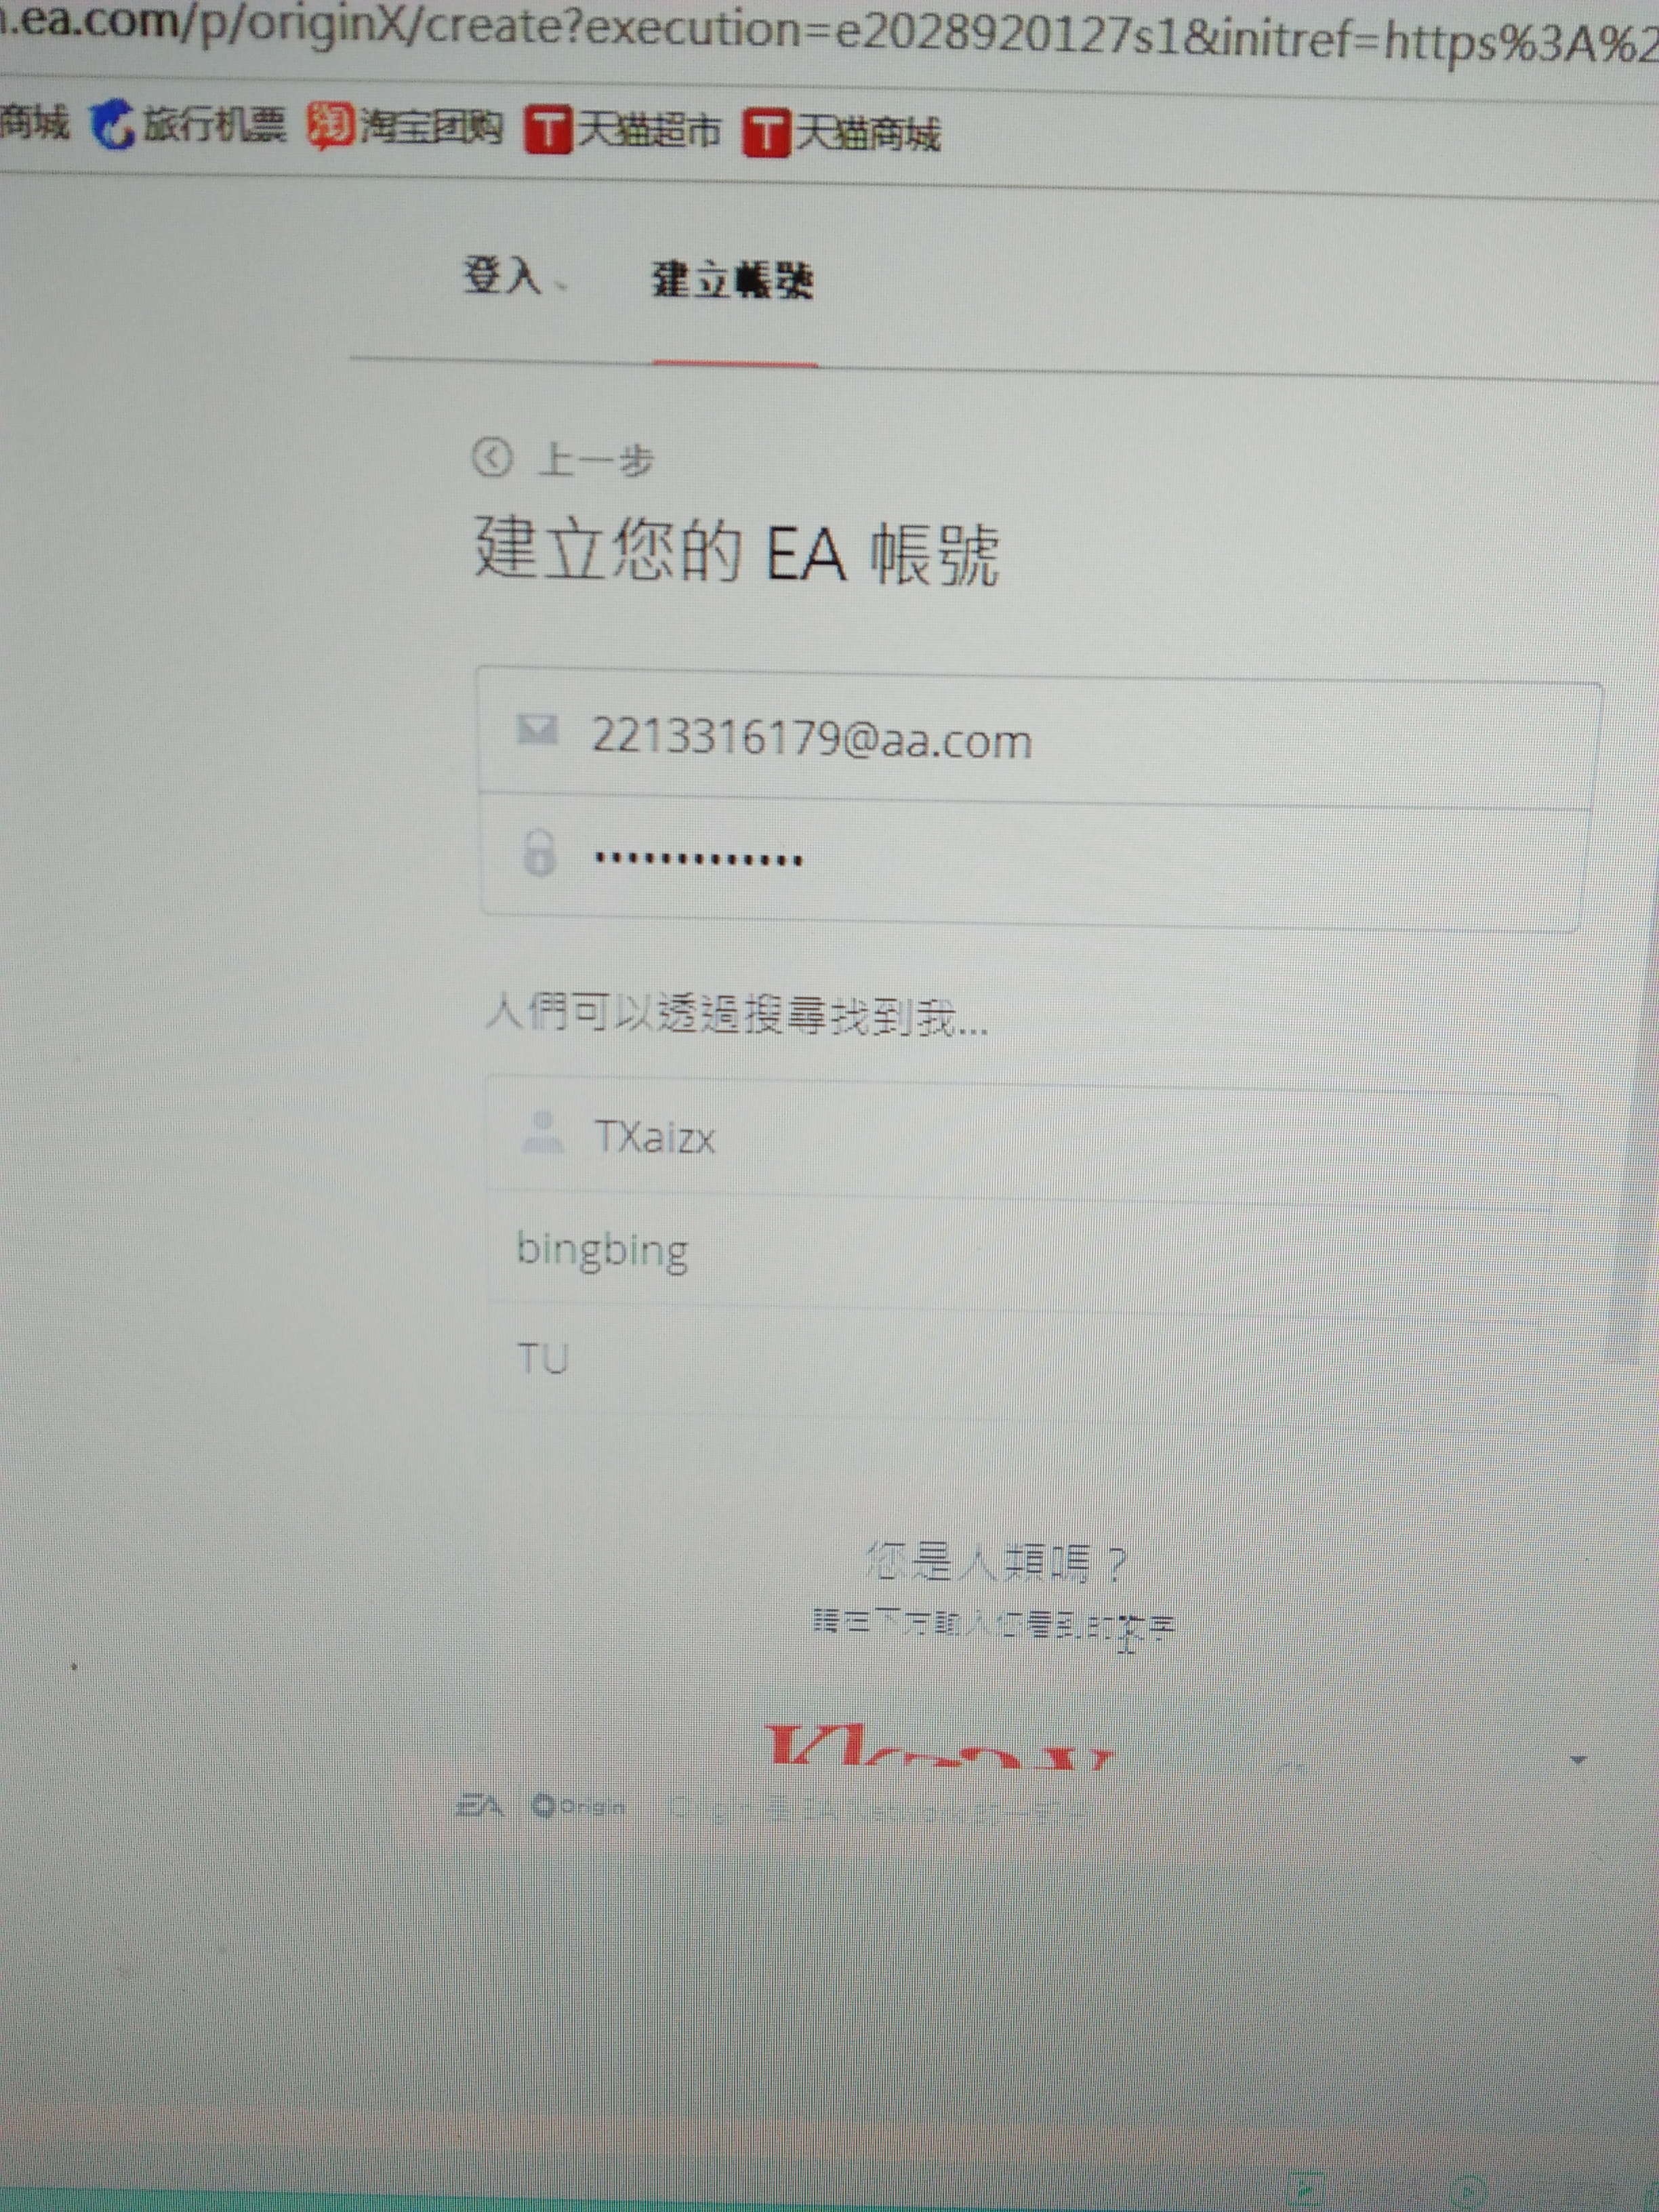 .ea.com/p/originX/create?execution=e2028920127s1&initref=https%3A%2
商城 旅行机票 淘 淘宝团购 T 天猫超市 T 天猫商城
登入 建立帳號
上一步
建立您的 EA 帳號
2213316179@aa.com
•••••••••••••
人們可以透過搜尋找到我...
TXaizx
bingbing
TU
您是人類嗎？
請在下方輸入您看到的文字
EA Origin